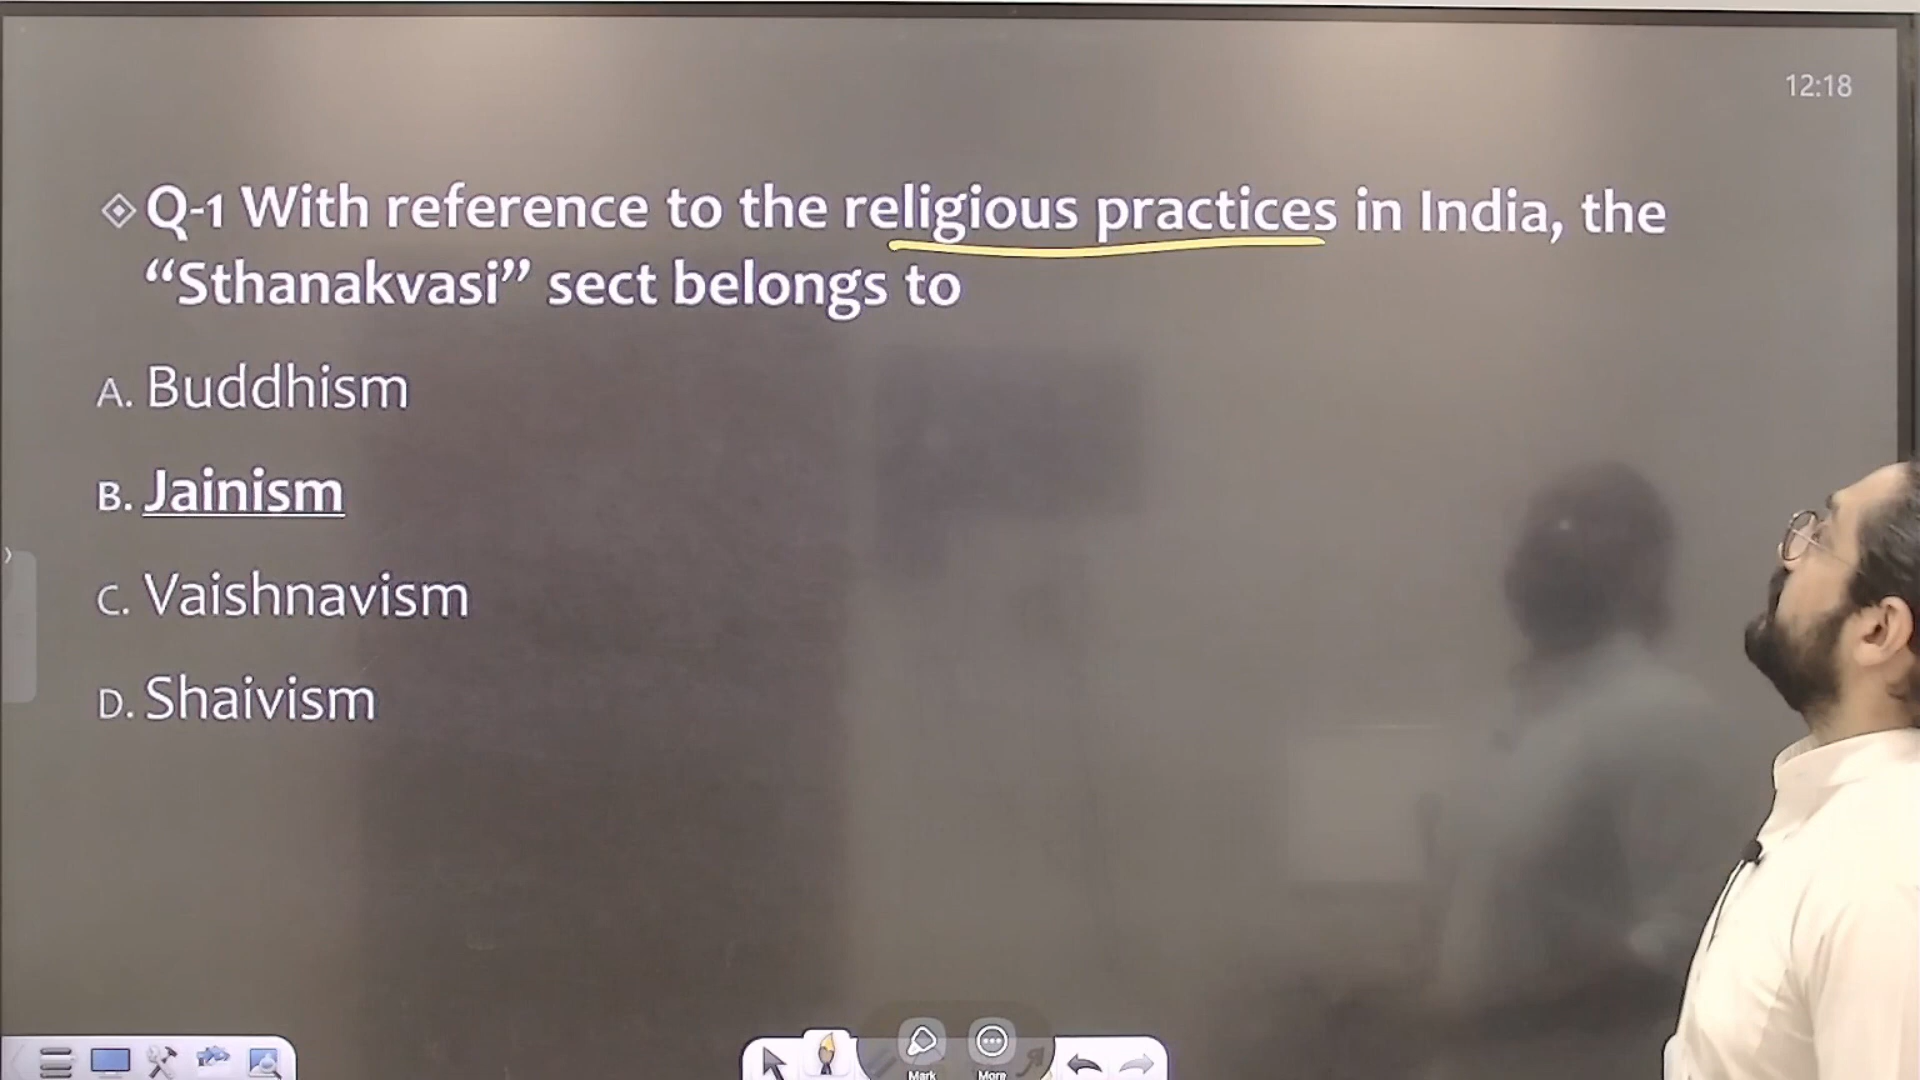 12:18
Q-1 With reference to the religious practices in India, the
“Sthanakvasi” sect belongs to
A. Buddhism
B. Jainism
C. Vaishnavism
D. Shaivism
Mark More